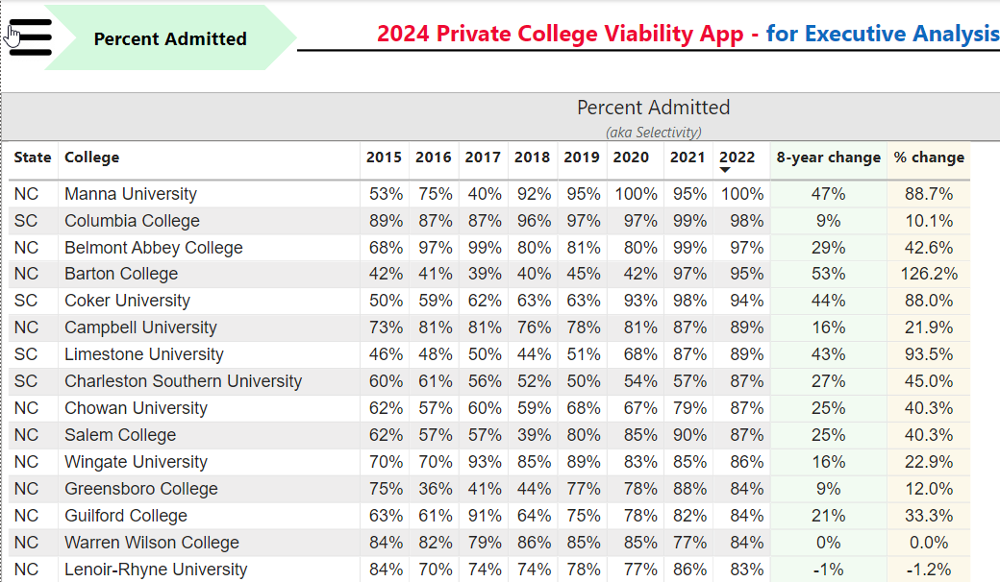 Percent Admitted
2024 Private College Viability App - for Executive Analysis
Percent Admitted
(aka Selectivity)
State College 2015 2016 2017 2018 2019 2020 2021 2022 8-year change % change
NC Manna University 53% 75% 40% 92% 95% 100% 95% 100% 47% 88.7%
SC Columbia College 89% 87% 87% 96% 97% 97% 99% 98% 9% 10.1%
NC Belmont Abbey College 68% 97% 99% 80% 81% 80% 99% 97% 29% 42.6%
NC Barton College 42% 41% 39% 40% 45% 42% 97% 95% 53% 126.2%
SC Coker University 50% 59% 62% 63% 63% 93% 98% 94% 44% 88.0%
NC Campbell University 73% 81% 81% 76% 78% 81% 87% 89% 16% 21.9%
SC Limestone University 46% 48% 50% 44% 51% 68% 87% 89% 43% 93.5%
SC Charleston Southern University 60% 61% 56% 52% 50% 54% 57% 87% 27% 45.0%
NC Chowan University 62% 57% 60% 59% 68% 67% 79% 87% 25% 40.3%
NC Salem College 62% 57% 57% 39% 80% 85% 90% 87% 25% 40.3%
NC Wingate University 70% 70% 93% 85% 89% 83% 85% 86% 16% 22.9%
NC Greensboro College 75% 36% 41% 44% 77% 78% 88% 84% 9% 12.0%
NC Guilford College 63% 61% 91% 64% 75% 78% 82% 84% 21% 33.3%
NC Warren Wilson College 84% 82% 79% 86% 85% 85% 77% 84% 0% 0.0%
NC Lenoir-Rhyne University 84% 70% 74% 74% 78% 77% 86% 83% -1% -1.2%